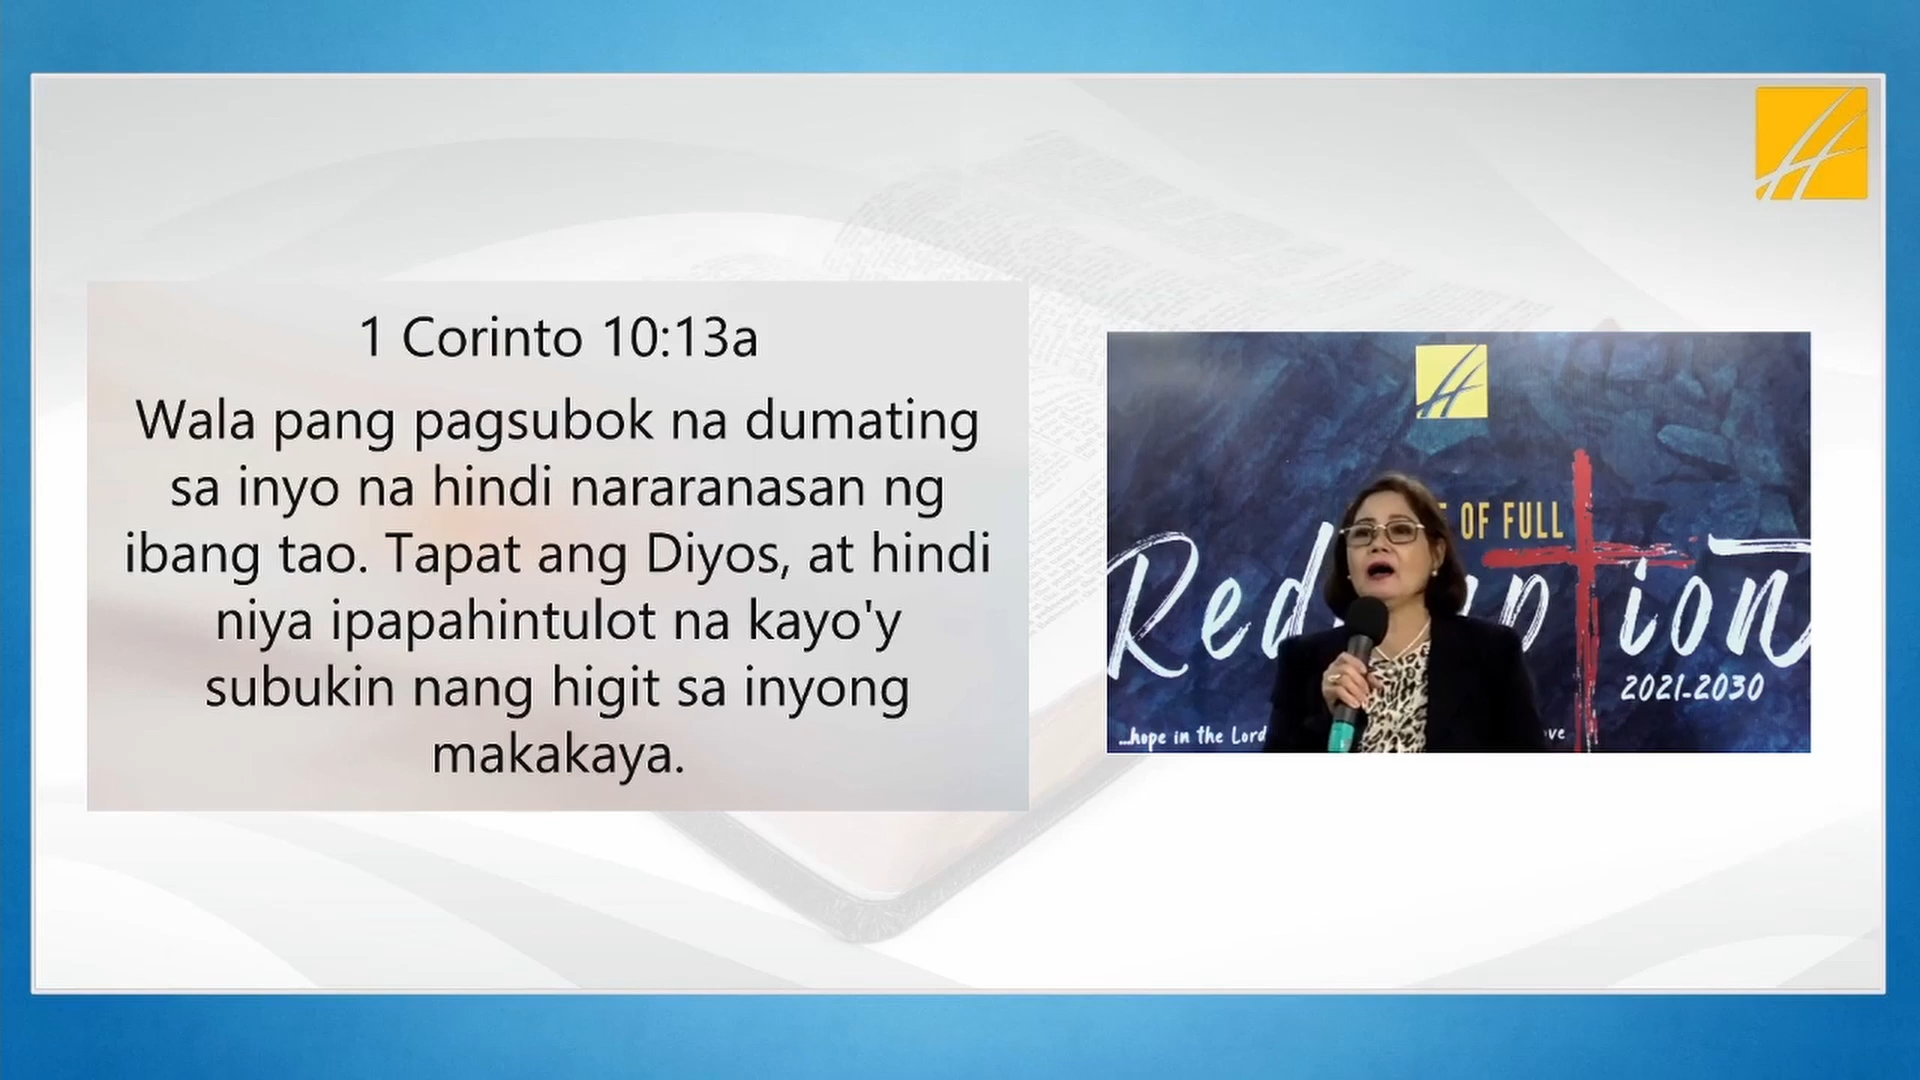 1 Corinto 10:13a
Wala pang pagsubok na dumating
sa inyo na hindi nararanasan ng
ibang tao. Tapat ang Diyos, at hindi
niya ipapahintulot na kayo'y
subukin nang higit sa inyong
makakaya.
OF FULL
2021-2030
...hope in the Lord